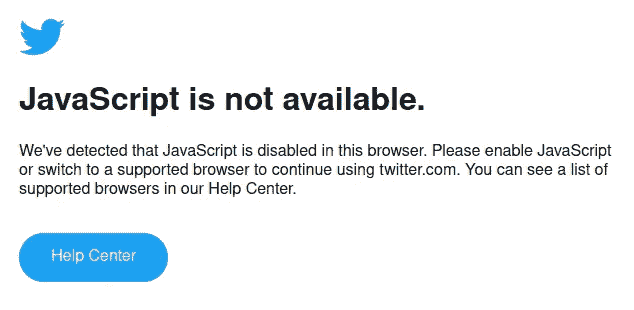 JavaScript is not available.
We've detected that JavaScript is disabled in this browser. Please enable JavaScript
or switch to a supported browser to continue using twitter.com. You can see a list of
supported browsers in our Help Center.
Help Center